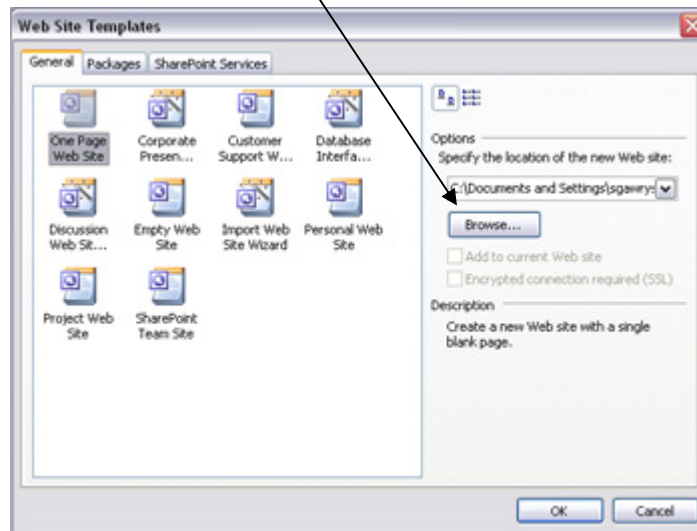 Web Site Templates
General Packages SharePoint Services
One Page
Web Site
Corporate
Presen...
Customer
Support W...
Database
Interfa...
Discussion
Web Sit...
Empty Web
Site
Import Web
Site Wizard
Personal Web
Site
Project Web
Site
SharePoint
Team Site
Options
Specify the location of the new Web site:
C:\Documents and Settings\sgawrys
Browse...
Add to current Web site
Encrypted connection required (SSL)
Description
Create a new Web site with a single
blank page.
OK Cancel